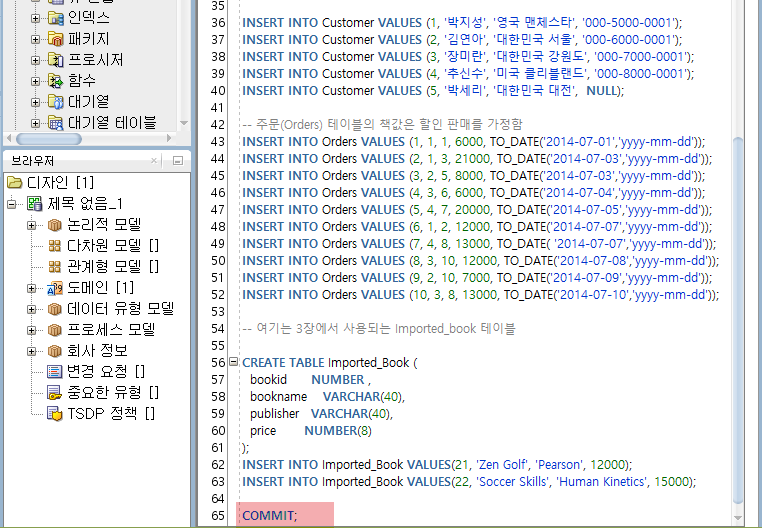 인덱스
패키지
프로시저
함수
대기열
대기열 테이블
브라우저
디자인 [1]
제목 없음_1
논리적 모델
다차원 모델 []
관계형 모델 []
도메인 [1]
데이터 유형 모델
프로세스 모델
회사 정보
변경 요청 []
중요한 유형 []
TSDP 정책 []
35
36 INSERT INTO Customer VALUES (1, '박지성', '영국 맨체스타', '000-5000-0001');
37 INSERT INTO Customer VALUES (2, '김연아', '대한민국 서울', '000-6000-0001');
38 INSERT INTO Customer VALUES (3, '장미란', '대한민국 강원도', '000-7000-0001');
39 INSERT INTO Customer VALUES (4, '추신수', '미국 클리블랜드', '000-8000-0001');
40 INSERT INTO Customer VALUES (5, '박세리', '대한민국 대전',  NULL);
41
42 -- 주문(Orders) 테이블의 책값은 할인 판매를 가정함
43 INSERT INTO Orders VALUES (1, 1, 1, 6000, TO_DATE('2014-07-01','yyyy-mm-dd'));
44 INSERT INTO Orders VALUES (2, 1, 3, 21000, TO_DATE('2014-07-03','yyyy-mm-dd'));
45 INSERT INTO Orders VALUES (3, 2, 5, 8000, TO_DATE('2014-07-03','yyyy-mm-dd'));
46 INSERT INTO Orders VALUES (4, 3, 6, 6000, TO_DATE('2014-07-04','yyyy-mm-dd'));
47 INSERT INTO Orders VALUES (5, 4, 7, 20000, TO_DATE('2014-07-05','yyyy-mm-dd'));
48 INSERT INTO Orders VALUES (6, 1, 2, 12000, TO_DATE('2014-07-07','yyyy-mm-dd'));
49 INSERT INTO Orders VALUES (7, 4, 8, 13000, TO_DATE( '2014-07-07','yyyy-mm-dd'));
50 INSERT INTO Orders VALUES (8, 3, 10, 12000, TO_DATE('2014-07-08','yyyy-mm-dd'));
51 INSERT INTO Orders VALUES (9, 2, 10, 7000, TO_DATE('2014-07-09','yyyy-mm-dd'));
52 INSERT INTO Orders VALUES (10, 3, 8, 13000, TO_DATE('2014-07-10','yyyy-mm-dd'));
53
54 -- 여기는 3장에서 사용되는 Imported_book 테이블
55
56 CREATE TABLE Imported_Book (
57 bookid NUMBER ,
58 bookname VARCHAR(40),
59 publisher VARCHAR(40),
60 price NUMBER(8)
61 );
62 INSERT INTO Imported_Book VALUES(21, 'Zen Golf', 'Pearson', 12000);
63 INSERT INTO Imported_Book VALUES(22, 'Soccer Skills', 'Human Kinetics', 15000);
64
65 COMMIT;